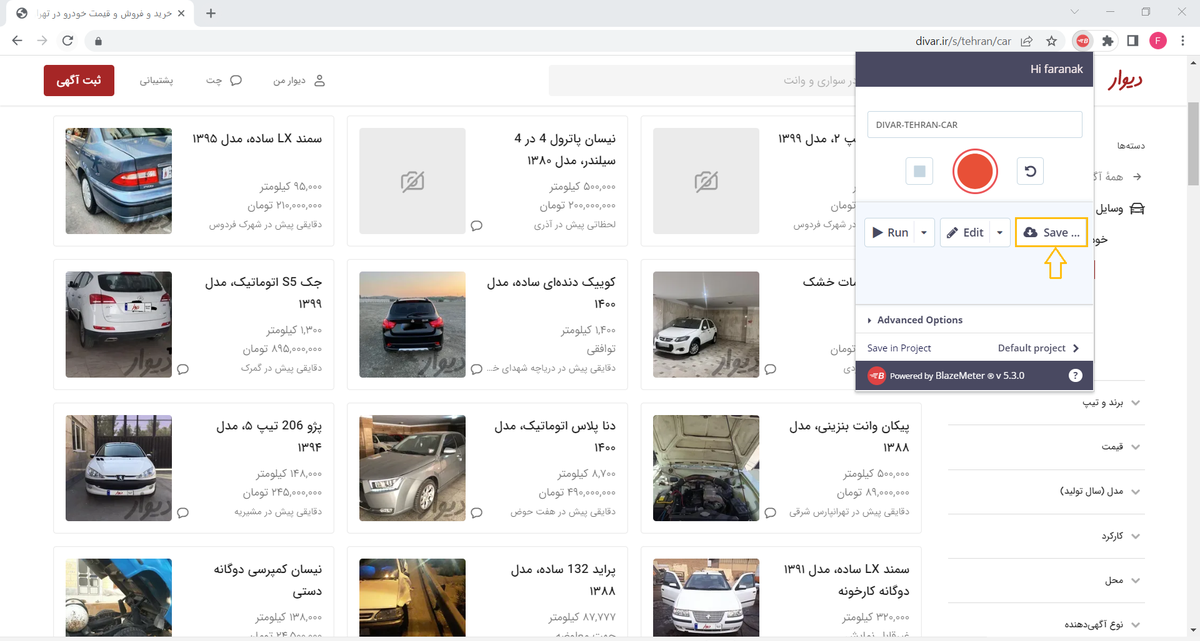 خرید و فروش و قیمت خودرو در تهرا
divar.ir/s/tehran/car
F
Hi faranak
دیوار
ثبت آگهی
پشتیبانی
چت
دیوار من
در سواری و وانت
DIVAR-TEHRAN-CAR
Run
Edit
Save ...
Advanced Options
Save in Project
Default project
Powered by BlazeMeter ® v 5.3.0
?
دسته‌ها
همهٔ
وسایل
برند و تیپ
قیمت
مدل (سال تولید)
کارکرد
محل
نوع آگهی‌دهنده
تیپ ۲، مدل ۱۳۹۹
تومان
در شهرک فردوس
نیسان پاترول 4 در 4
سیلندر، مدل ۱۳۸۰
۵۰۰,۰۰۰ کیلومتر
۲۰۰,۰۰۰,۰۰۰ تومان
لحظاتی پیش در آذری
سمند LX ساده، مدل ۱۳۹۵
۹۵,۰۰۰ کیلومتر
۲۱۰,۰۰۰,۰۰۰ تومان
دقایقی پیش در شهرک فردوس
خشک
تومان
کوییک دنده‌ای ساده، مدل
۱۴۰۰
۱,۴۰۰ کیلومتر
توافقی
دقایقی پیش در دریاچه شهدای خ...
جک S5 اتوماتیک، مدل
۱۳۹۹
۱,۳۰۰ کیلومتر
۸۹۵,۰۰۰,۰۰۰ تومان
دقایقی پیش در گمرک
پیکان وانت بنزینی، مدل
۱۳۸۸
۵۰۰,۰۰۰ کیلومتر
۸۹,۰۰۰,۰۰۰ تومان
دقایقی پیش در تهرانپارس شرقی
دنا پلاس اتوماتیک، مدل
۱۴۰۰
۸,۷۰۰ کیلومتر
۴۹۰,۰۰۰,۰۰۰ تومان
دقایقی پیش در هفت حوض
پژو 206 تیپ ۵، مدل
۱۳۹۴
۱۴۸,۰۰۰ کیلومتر
۲۴۵,۰۰۰,۰۰۰ تومان
دقایقی پیش در مشیریه
سمند LX ساده، مدل ۱۳۹۱
دوگانه کارخونه
۳۲۰,۰۰۰ کیلومتر
غیرقابل نمایش
پراید 132 ساده، مدل
۱۳۸۸
۸۷,۷۷۷ کیلومتر
جهت معاوضه
نیسان کمپرسی دوگانه
دستی
۱۳۸,۰۰۰ کیلومتر
تومان